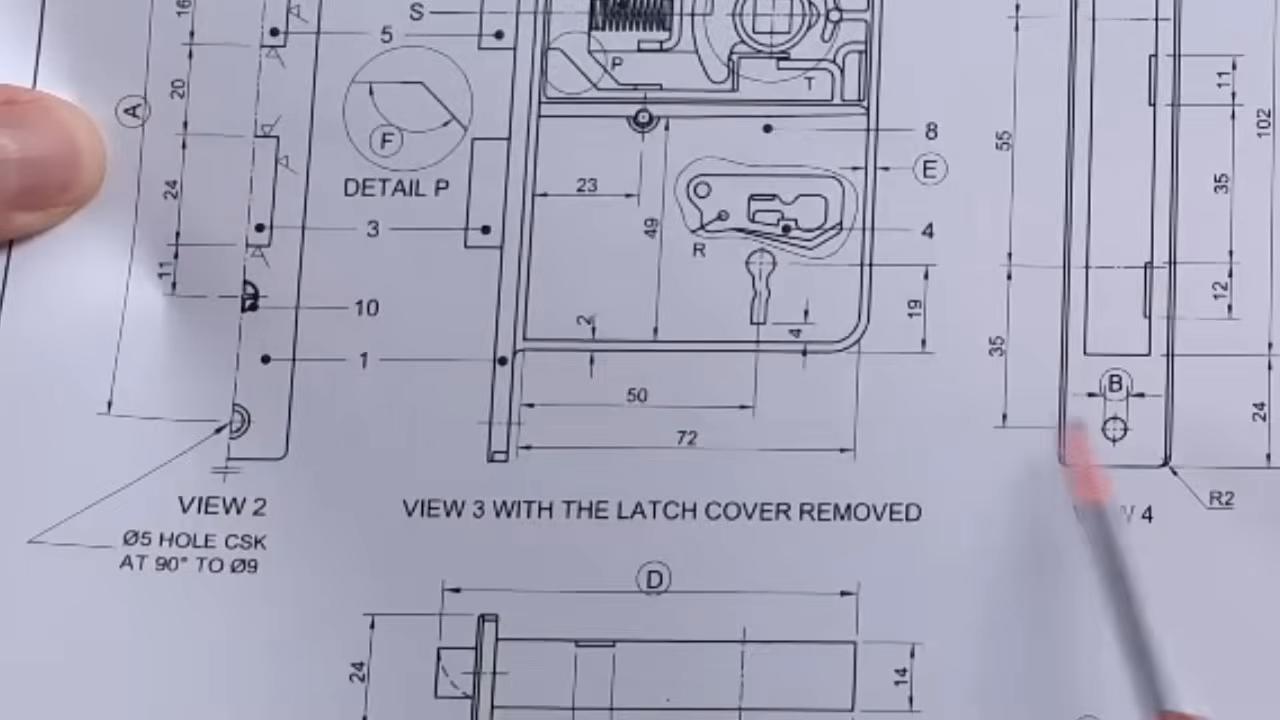 16
S
5
P
T
A
20
11
102
F
55
8
E
DETAIL P
24
23
35
3
49
4
R
11
12
10
2
4
19
35
1
B
50
24
72
VIEW 2
VIEW 3 WITH THE LATCH COVER REMOVED
4
R2
Ø5 HOLE CSK
AT 90° TO Ø9
D
24
14